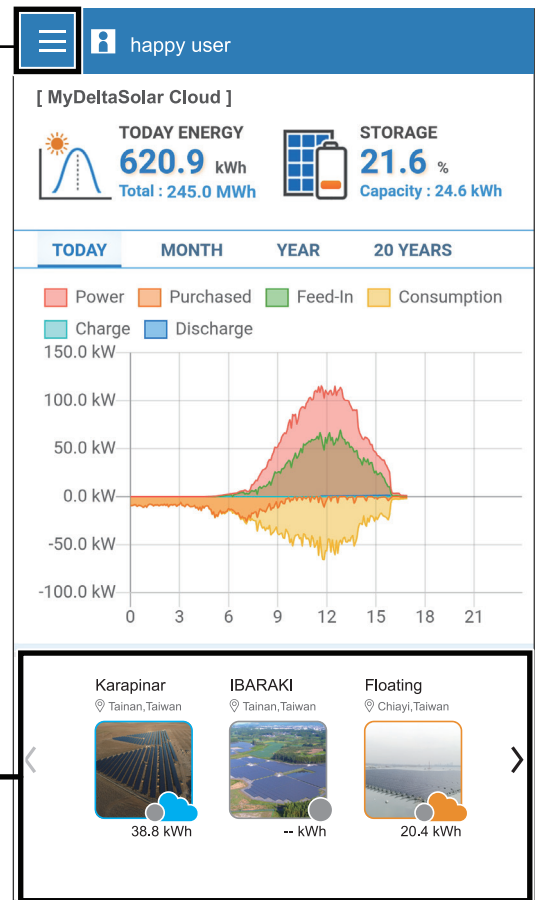 happy user
[ MyDeltaSolar Cloud ]
TODAY ENERGY
620.9 kWh
Total : 245.0 MWh
STORAGE
21.6 %
Capacity : 24.6 kWh
TODAY MONTH YEAR 20 YEARS
Power Purchased Feed-In Consumption
Charge Discharge
150.0 kW
100.0 kW
50.0 kW
0.0 kW
-50.0 kW
-100.0 kW
0 3 6 9 12 15 18 21
Karapinar
Tainan,Taiwan
38.8 kWh
IBARAKI
Tainan,Taiwan
-- kWh
Floating
Chiayi,Taiwan
20.4 kWh